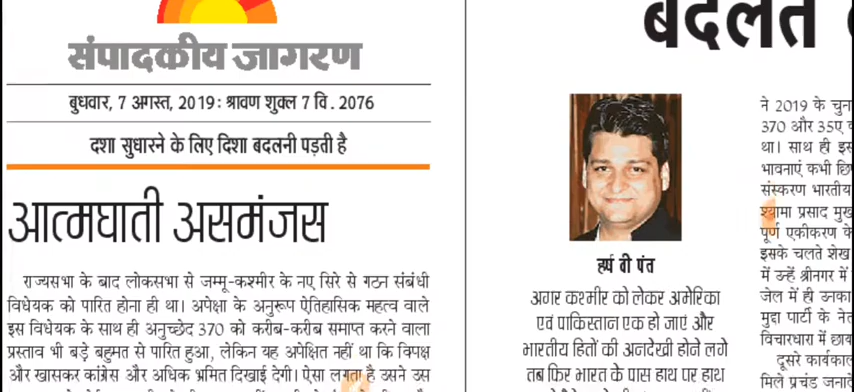 संपादकीय जागरण
बुधवार, 7 अगस्त, 2019: श्रावण शुक्ल 7 वि. 2076
दशा सुधारने के लिए दिशा बदलनी पड़ती है
आत्मघाती असमंजस
राज्यसभा के बाद लोकसभा से जम्मू-कश्मीर के नए सिरे से गठन संबंधी
विधेयक को पारित होना ही था। अपेक्षा के अनुरूप ऐतिहासिक महत्व वाले
इस विधेयक के साथ ही अनुच्छेद 370 को करीब-करीब समाप्त करने वाला
प्रस्ताव भी बड़े बहुमत से पारित हुआ, लेकिन यह अपेक्षित नहीं था कि विपक्ष
और खासकर कांग्रेस और अधिक भ्रमित दिखाई देगी। ऐसा लगता है उसने उस
बदलते
हर्ष वी पंत
अगर कश्मीर को लेकर अमेरिका
एवं पाकिस्तान एक हो जाएं और
भारतीय हितों की अनदेखी होने लगे
तब फिर भारत के पास हाथ पर हाथ
ने 2019 के चुना
370 और 35ए
था। साथ ही इस
भावनाएं कभी
संस्करण भारतीय
श्यामा प्रसाद मुख
पूर्ण एकीकरण के
इसके चलते शेख
में उन्हें श्रीनगर में
जेल में ही उनका
मुद्दा पार्टी के नेत
विचारधारा में छाय
दूसरे कार्यकाल
मिले प्रचंड जनादे